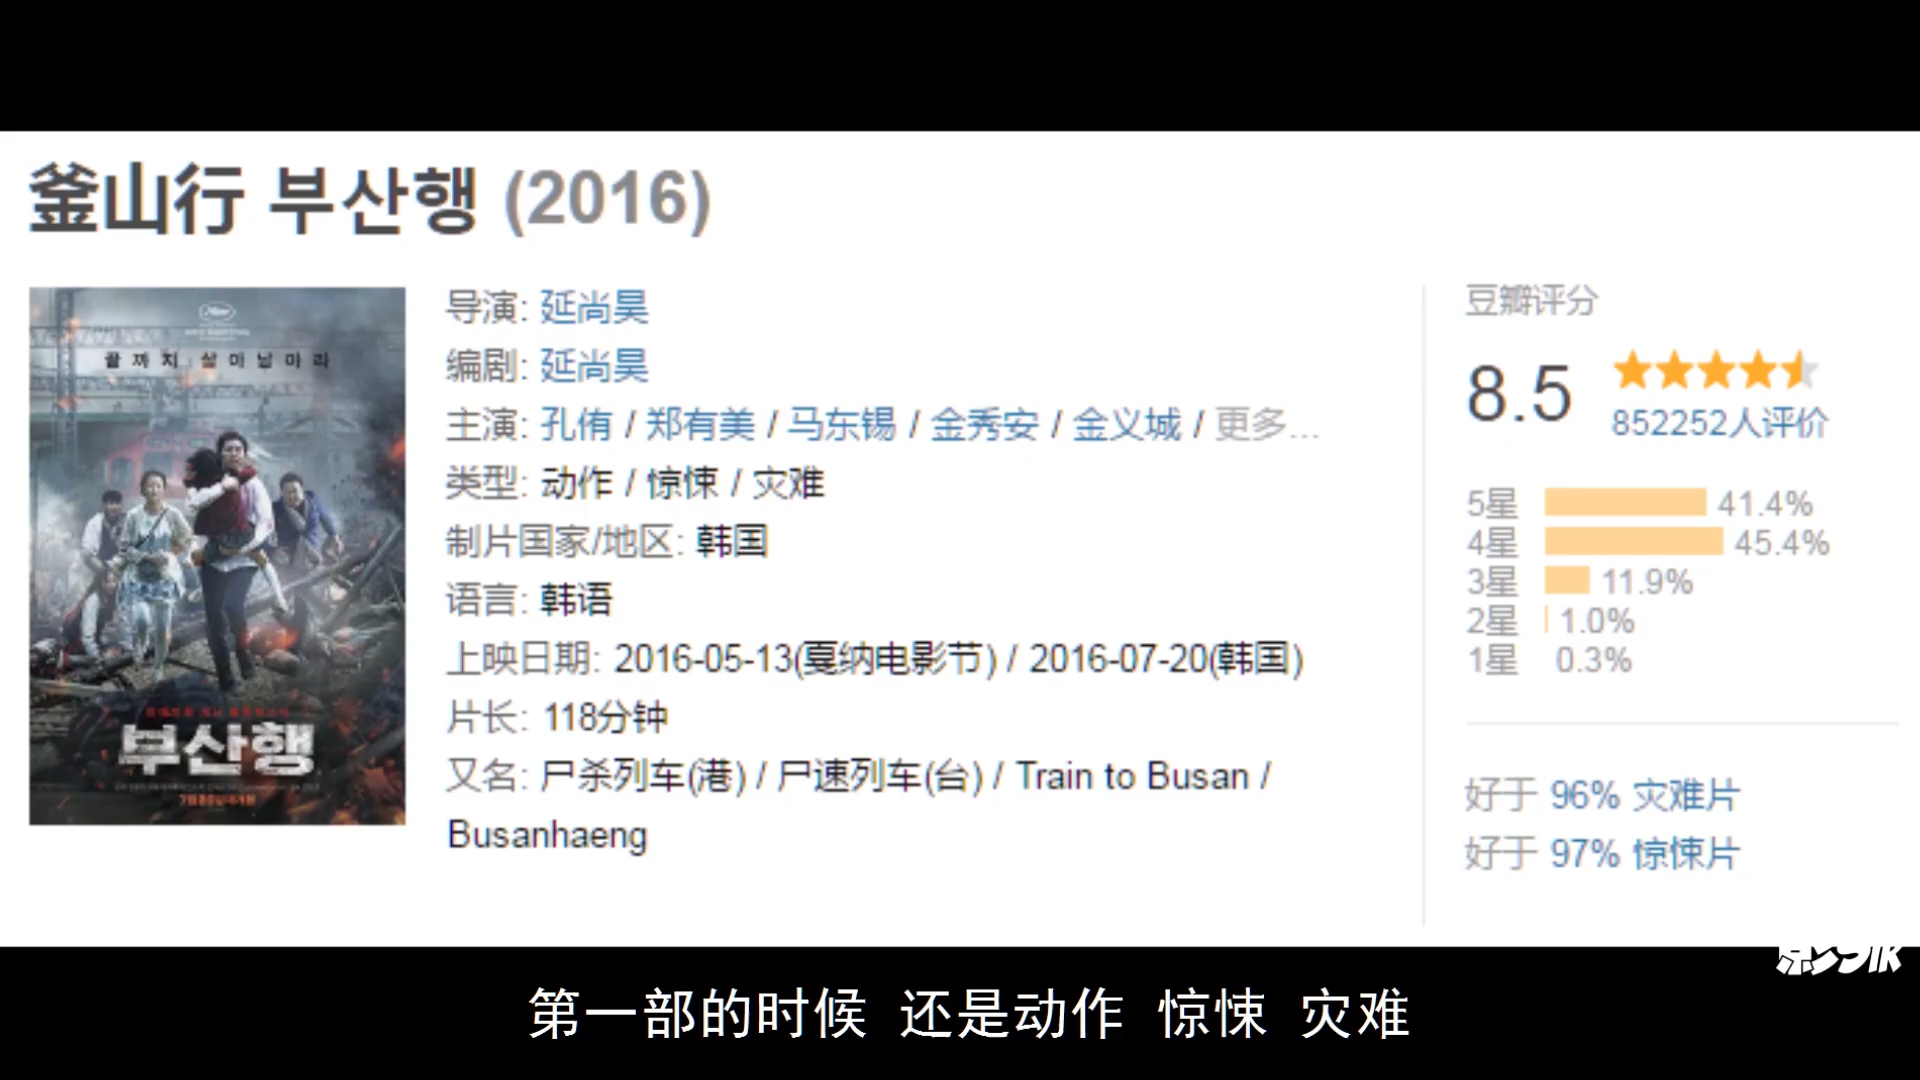 釜山行 부산행 (2016)
끝까지 살아남아라
부산행
导演: 延尚昊
编剧: 延尚昊
主演: 孔侑 / 郑有美 / 马东锡 / 金秀安 / 金义城 / 更多...
类型: 动作 / 惊悚 / 灾难
制片国家/地区: 韩国
语言: 韩语
上映日期: 2016-05-13(戛纳电影节) / 2016-07-20(韩国)
片长: 118分钟
又名: 尸杀列车(港) / 尸速列车(台) / Train to Busan /
Busanhaeng
豆瓣评分
8.5
852252人评价
5星 41.4%
4星 45.4%
3星 11.9%
2星 1.0%
1星 0.3%
好于 96% 灾难片
好于 97% 惊悚片
第一部的时候 还是动作 惊悚 灾难